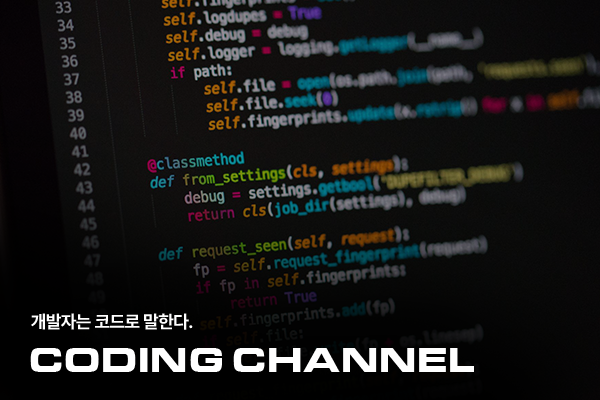 33
self.fingerprints
34
self.logdupes = True
35
self.debug = debug
36
self.logger = logging.getLogger(__name__)
37
if path:
38
self.file = open(os.path.join(path, 'requests.seen'),
39
self.file.seek(0)
40
self.fingerprints.update(x.rstrip() for x in self.
41
42
@classmethod
43
def from_settings(cls, settings):
44
debug = settings.getbool('DUPEFILTER_DEBUG')
45
return cls(job_dir(settings), debug)
46
def request_seen(self, request):
47
fp = self.request_fingerprint(request)
48
if fp in self.fingerprints:
49
return True
self.fingerprints.add(fp)
self.file:
개발자는 코드로 말한다.
CODING CHANNEL